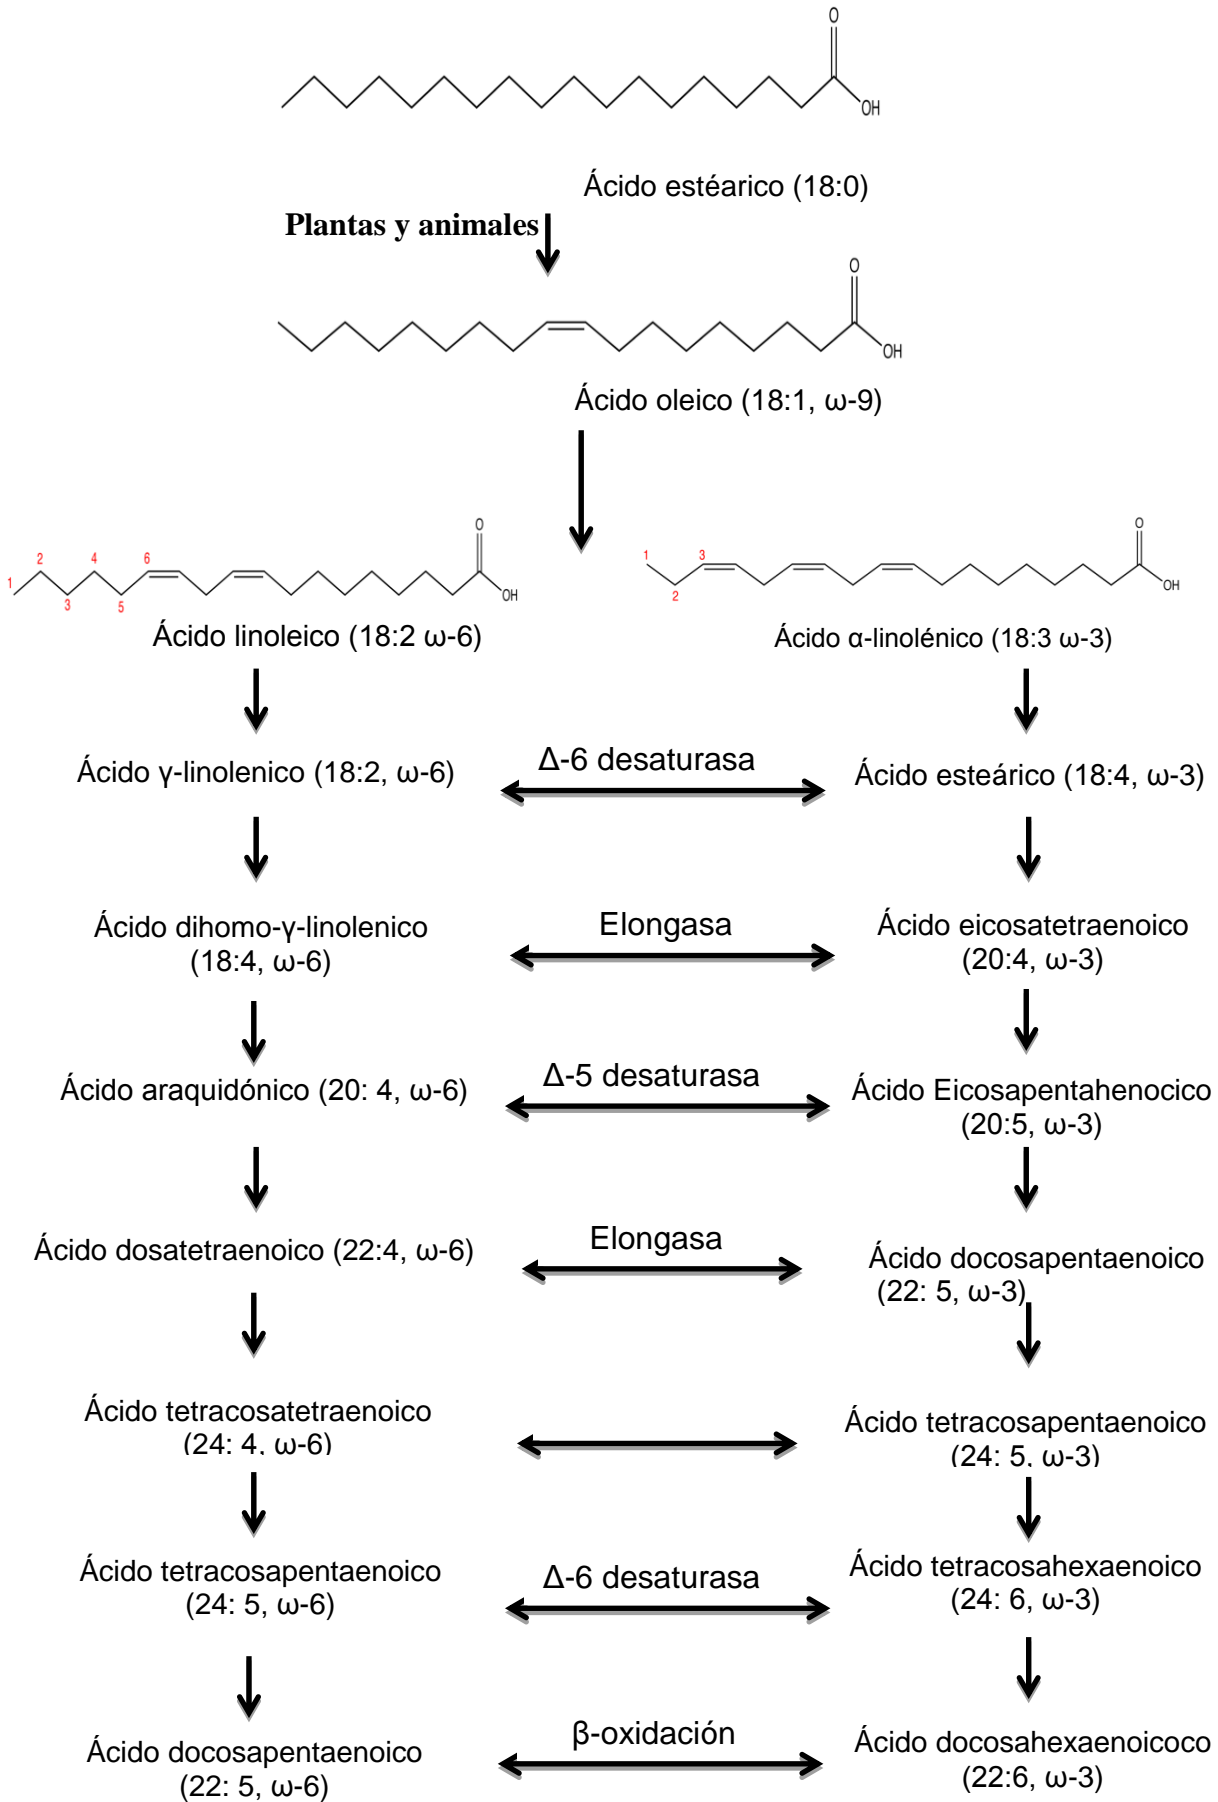 O
OH
Ácido estéarico (18:0)
Plantas y animales
O
OH
Ácido oleico (18:1, ω-9)
O
OH
1
2
3
4
5
6
Ácido linoleico (18:2 ω-6)
O
OH
1
2
3
Ácido α-linolénico (18:3 ω-3)
Ácido γ-linolenico (18:2, ω-6)
Δ-6 desaturasa
Ácido esteárico (18:4, ω-3)
Ácido dihomo-γ-linolenico
(18:4, ω-6)
Elongasa
Ácido eicosatetraenoico
(20:4, ω-3)
Ácido araquidónico (20: 4, ω-6)
Δ-5 desaturasa
Ácido Eicosapentahenocico
(20:5, ω-3)
Ácido dosatetraenoico (22:4, ω-6)
Elongasa
Ácido docosapentaenoico
(22: 5, ω-3)
Ácido tetracosatetraenoico
(24: 4, ω-6)
Ácido tetracosapentaenoico
(24: 5, ω-3)
Ácido tetracosapentaenoico
(24: 5, ω-6)
Δ-6 desaturasa
Ácido tetracosahexaenoico
(24: 6, ω-3)
Ácido docosapentaenoico
(22: 5, ω-6)
β-oxidación
Ácido docosahexaenoicoco
(22:6, ω-3)